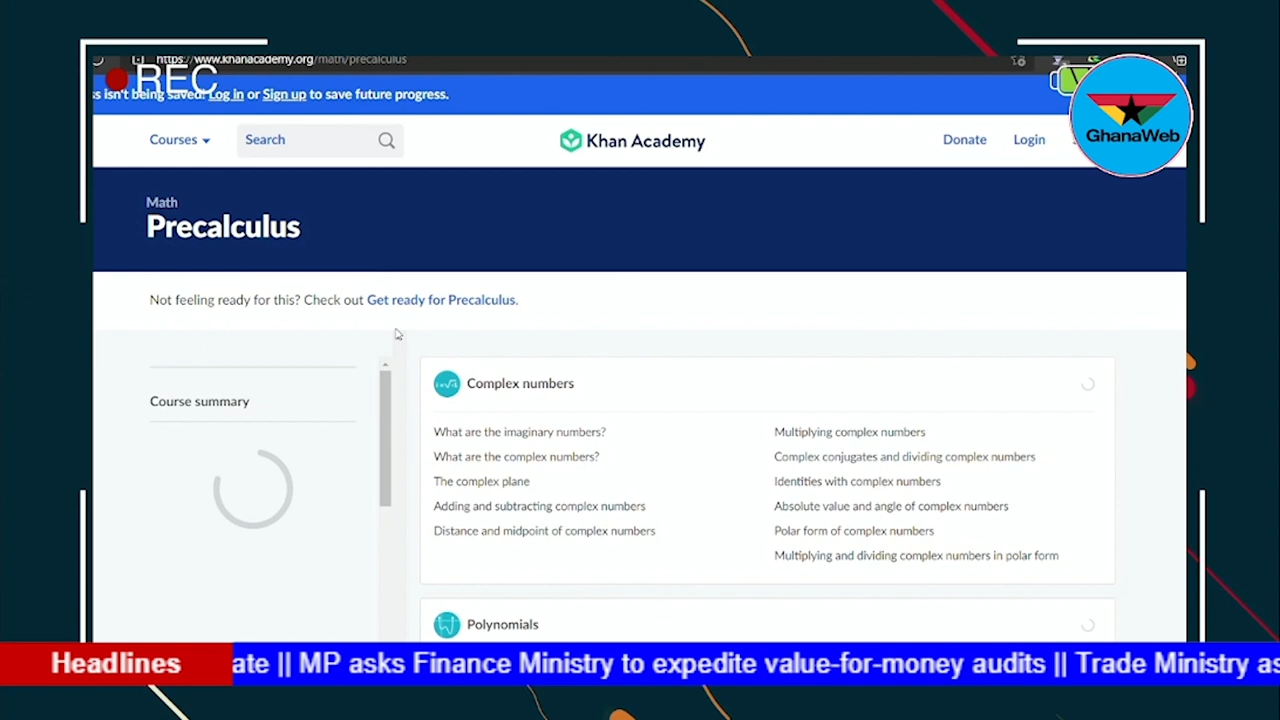 https://www.khanacademy.org/math/precalculus
REC
ss isn't being saved! Log in or Sign up to save future progress.
GhanaWeb
Courses
Search
Khan Academy
Donate
Login
Math
Precalculus
Not feeling ready for this? Check out Get ready for Precalculus.
Course summary
Complex numbers
What are the imaginary numbers?
What are the complex numbers?
The complex plane
Adding and subtracting complex numbers
Distance and midpoint of complex numbers
Multiplying complex numbers
Complex conjugates and dividing complex numbers
Identities with complex numbers
Absolute value and angle of complex numbers
Polar form of complex numbers
Multiplying and dividing complex numbers in polar form
Polynomials
Headlines
ate || MP asks Finance Ministry to expedite value-for-money audits || Trade Ministry as